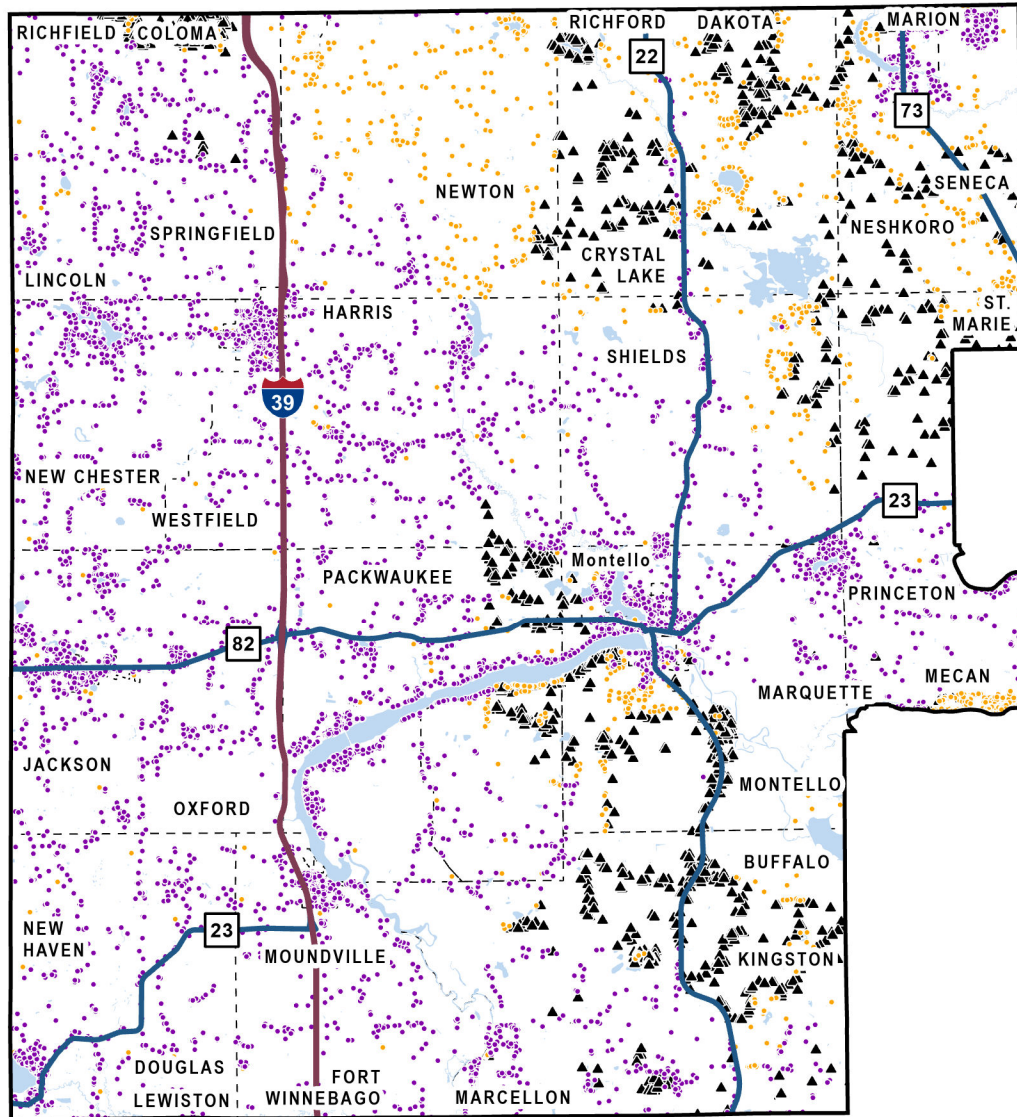 RICHFIELD
COLOMA
RICHFORD
DAKOTA
MARION
22
73
NEWTON
SENECA
SPRINGFIELD
NESHKORO
CRYSTAL
LAKE
LINCOLN
HARRIS
ST.
MARIE
SHIELDS
39
NEW CHESTER
WESTFIELD
23
PACKWAUKEE
Montello
PRINCETON
82
MECAN
MARQUETTE
JACKSON
MONTELLO
OXFORD
BUFFALO
NEW
HAVEN
23
MOUNDVILLE
KINGSTON
DOUGLAS
LEWISTON
FORT
WINNEBAGO
MARCELLON